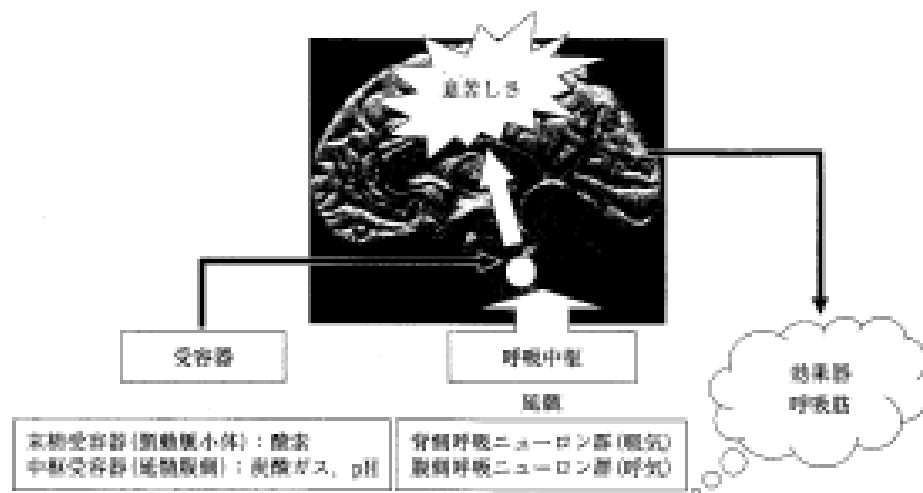 息苦しさ
受容器
呼吸中枢
延髄
効果器
呼吸筋
末梢受容器(頸動脈小体)：酸素
中枢受容器(延髄腹側)：炭酸ガス，pH
背側呼吸ニューロン群(吸気)
腹側呼吸ニューロン群(呼気)